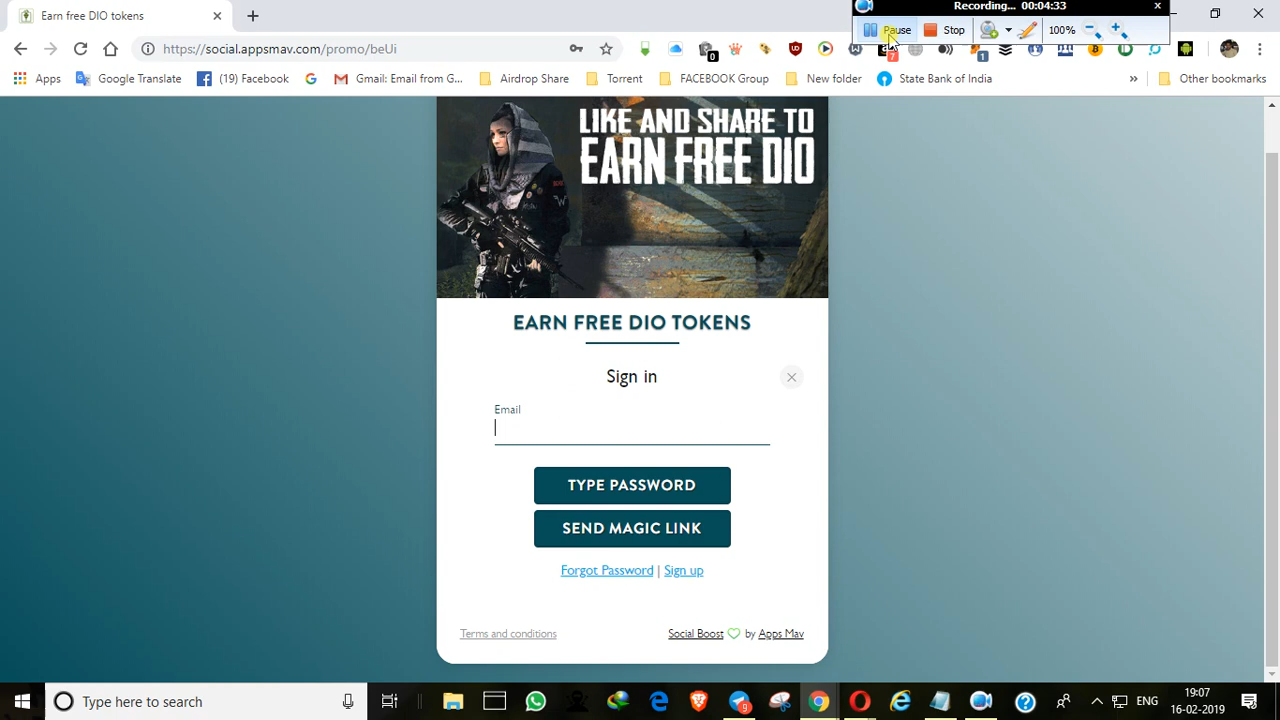 Earn free DIO tokens
Recording... 00:04:33
Pause
Stop
100%
https://social.appsmav.com/promo/beUi
0
7
1
Apps
Google Translate
(19) Facebook
Gmail: Email from G...
Airdrop Share
Torrent
FACEBOOK Group
New folder
State Bank of India
»
Other bookmarks
LIKE AND SHARE TO
EARN FREE DIO
EARN FREE DIO TOKENS
Sign in
Email
TYPE PASSWORD
SEND MAGIC LINK
Forgot Password | Sign up
Terms and conditions
Social Boost by Apps Mav
Type here to search
9
ENG
19:07
16-02-2019